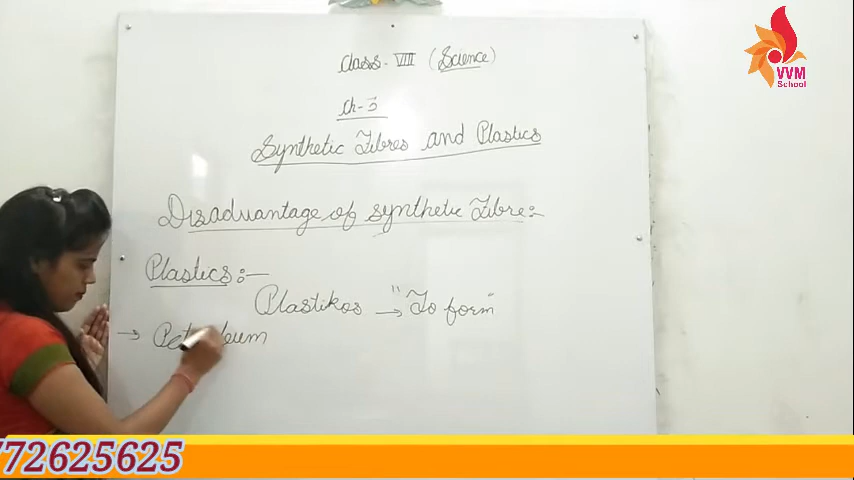 Class - VIII (Science)
Ch-3
Synthetic Fibres and Plastics
Disadvantage of synthetic Fibre:-
Plastics:-
Plastikos → "To form"
→ Petroleum
VVM
School
772625625